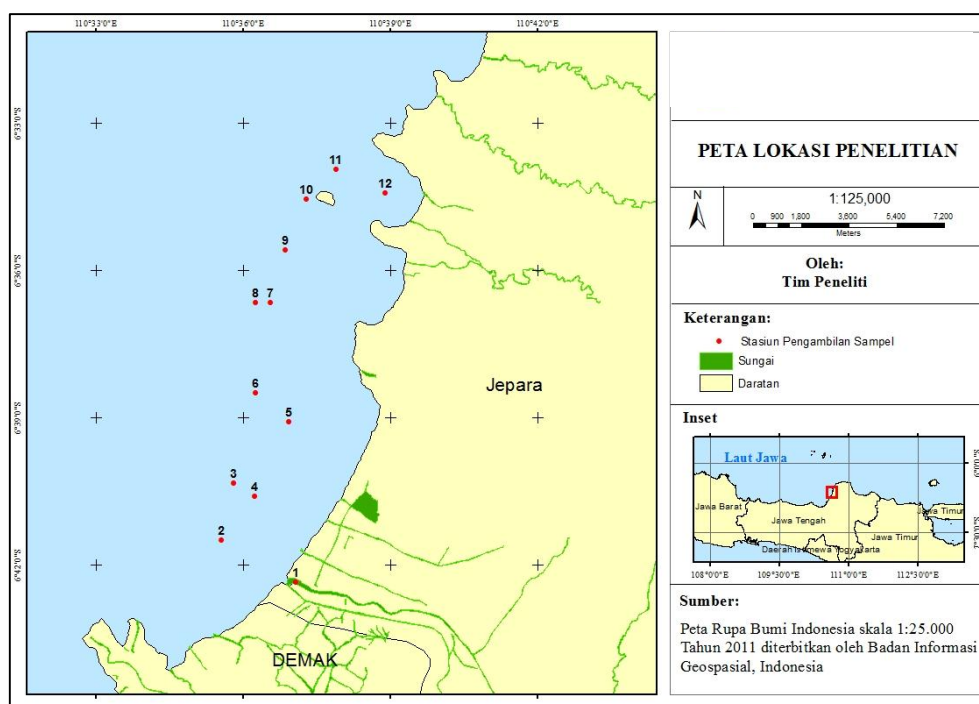 110°33'0"E 110°36'0"E 110°39'0"E 110°42'0"E
6°33'0"S
6°36'0"S
6°39'0"S
6°42'0"S
11
12
10
9
8 7
6
5
3
4
2
1
Jepara
DEMAK
PETA LOKASI PENELITIAN
N
1:125,000
0 900 1,800 3,600 5,400 7,200
Meters
Oleh:
Tim Peneliti
Keterangan:
Stasiun Pengambilan Sampel
Sungai
Daratan
Inset
Laut Jawa
Jawa Barat
Jawa Tengah
Jawa Timur
Jawa Timur
Daerah Istimewa Yogyakarta
108°0'0"E 109°30'0"E 111°0'0"E 112°30'0"E
Sumber:
Peta Rupa Bumi Indonesia skala 1:25.000
Tahun 2011 diterbitkan oleh Badan Informasi
Geospasial, Indonesia